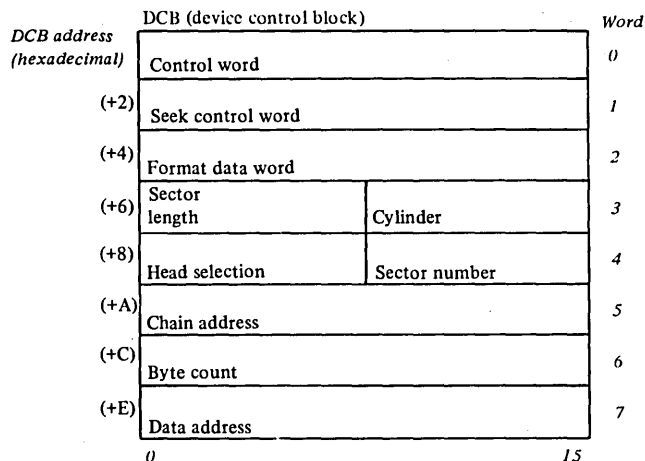 DCB (device control block)
DCB address
(hexadecimal)
Word
Control word
0
(+2)
Seek control word
1
(+4)
Format data word
2
(+6)
Sector
length
Cylinder
3
(+8)
Head selection
Sector number
4
(+A)
Chain address
5
(+C)
Byte count
6
(+E)
Data address
7
0
15